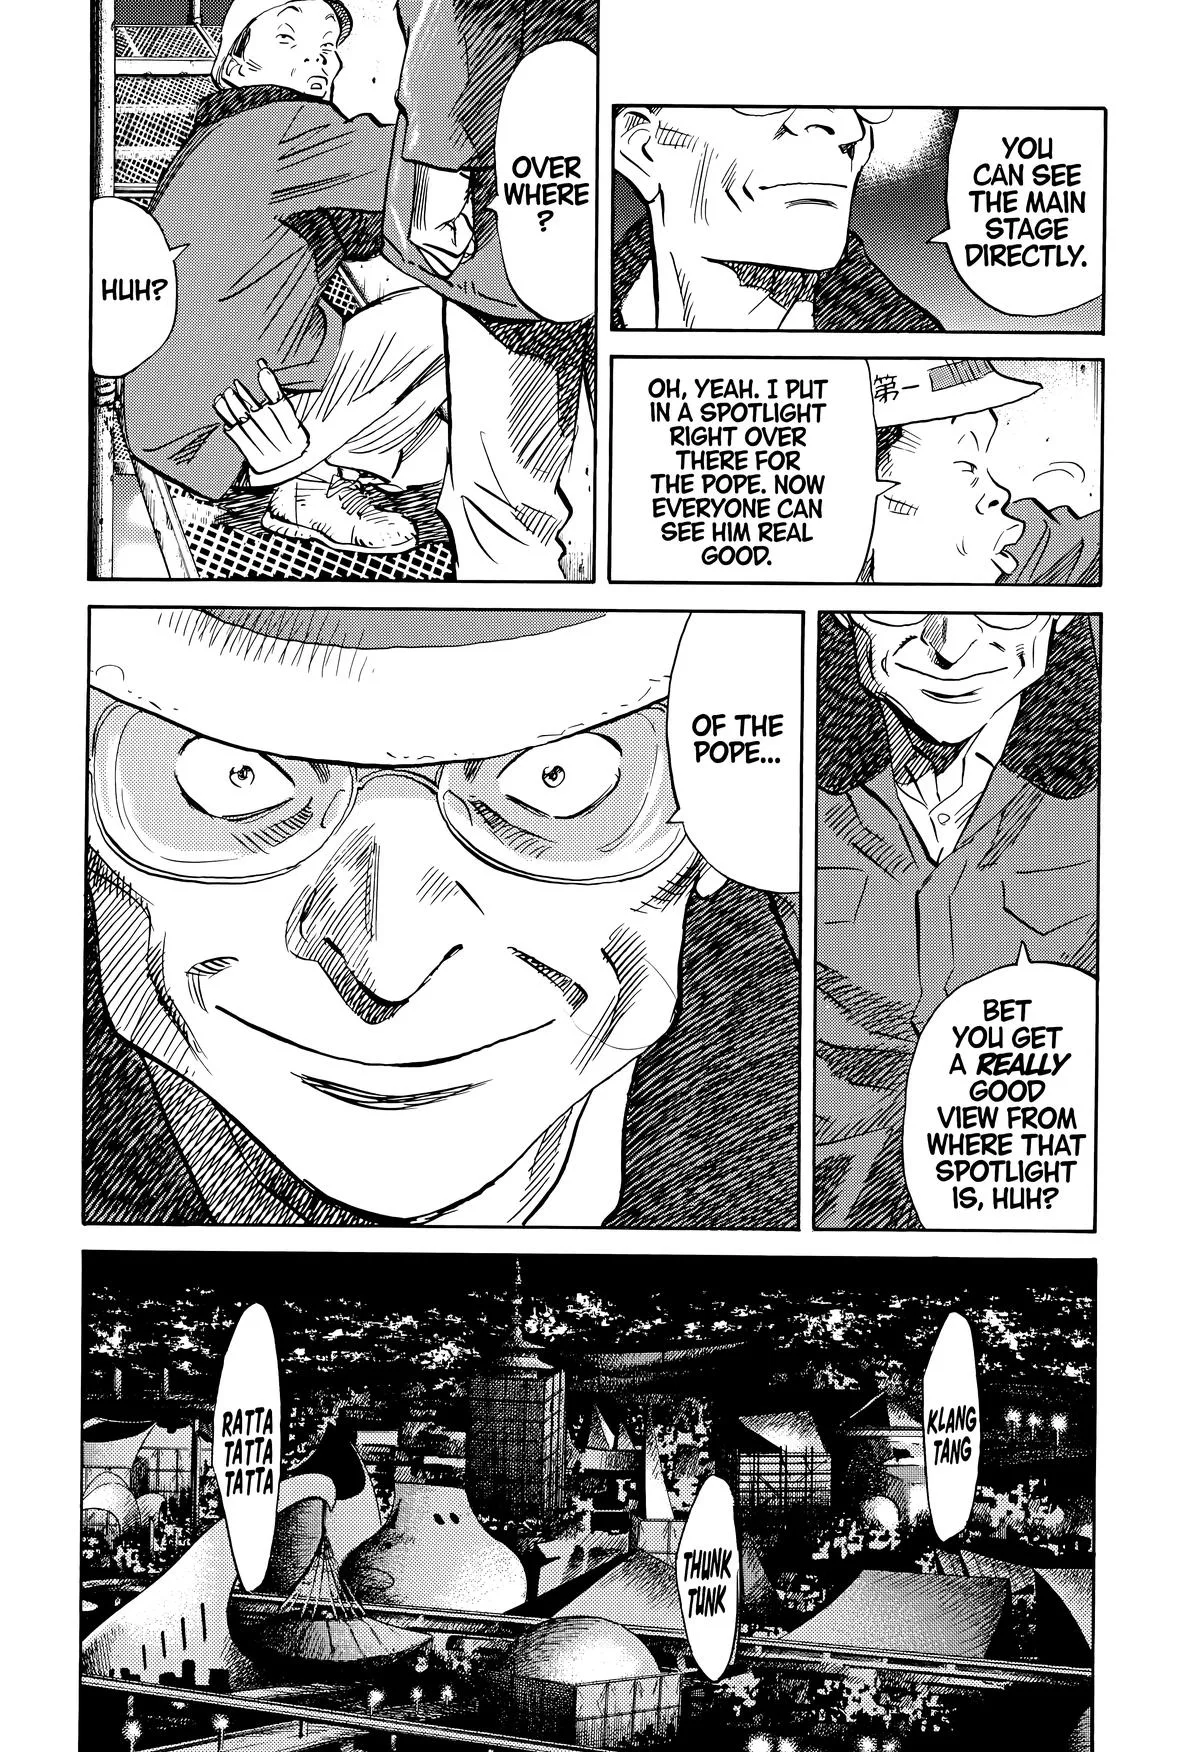 YOU
CAN SEE
THE MAIN
STAGE
DIRECTLY.
OVER
WHERE
?
HUH?
第一
OH, YEAH. I PUT
IN A SPOTLIGHT
RIGHT OVER
THERE FOR
THE POPE. NOW
EVERYONE CAN
SEE HIM REAL
GOOD.
BET
YOU GET
A REALLY
GOOD
VIEW FROM
WHERE THAT
SPOTLIGHT
IS, HUH?
OF THE
POPE...
KLANG
TANG
THUNK
TUNK
RATTA
TATTA
TATTA